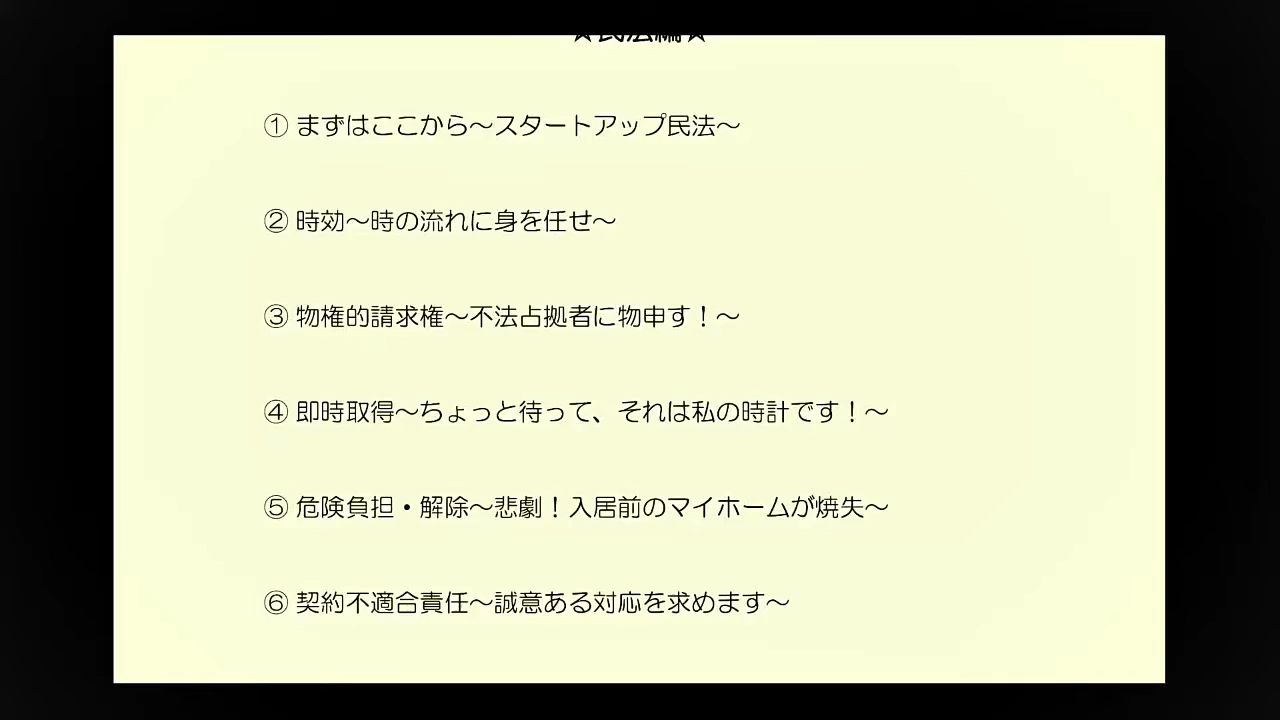 ★民法編★
① まずはここから～スタートアップ民法～
② 時効～時の流れに身を任せ～
③ 物権的請求権～不法占拠者に物申す！～
④ 即時取得～ちょっと待って、それは私の時計です！～
⑤ 危険負担・解除～悲劇！入居前のマイホームが焼失～
⑥ 契約不適合責任～誠意ある対応を求めます～